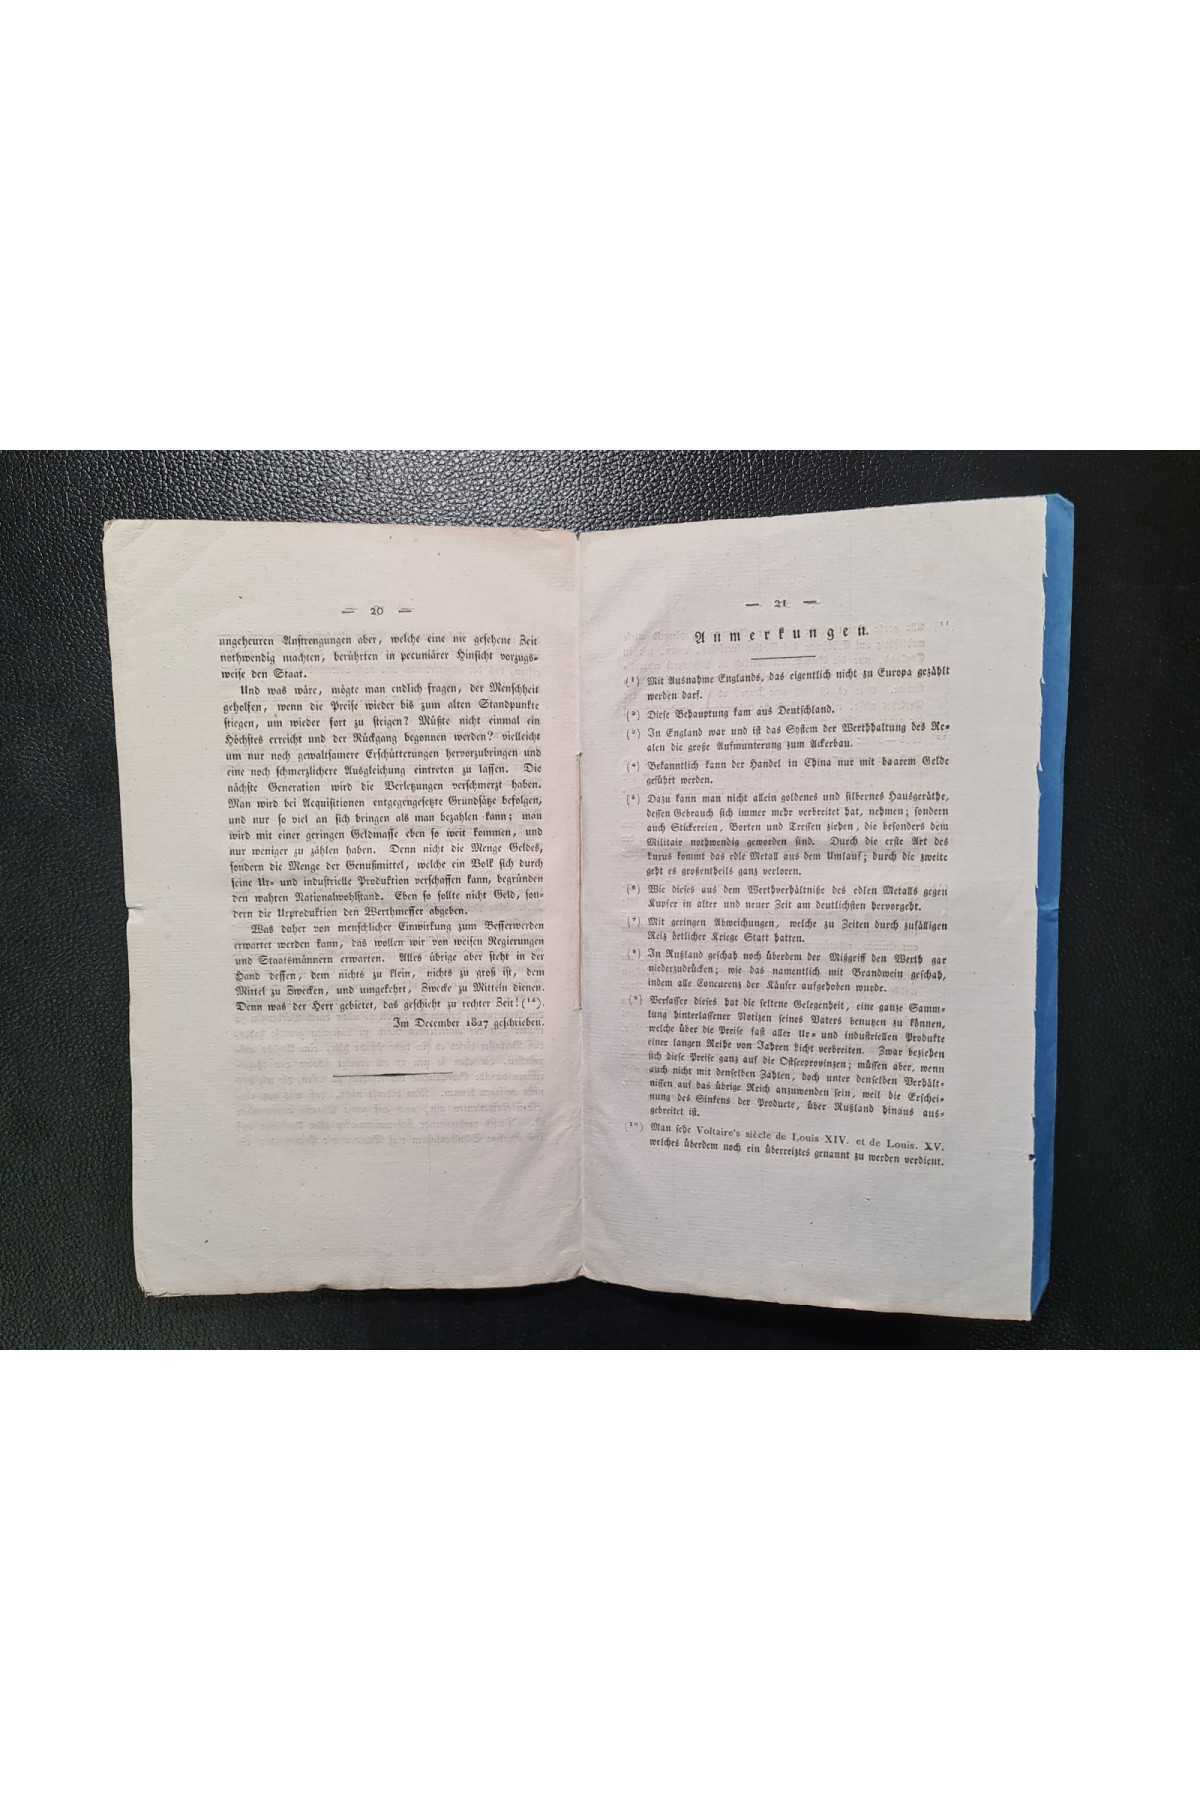 — 20 —
ungeheuren Anstrengungen aber, welche eine nie gesehene Zeit
nothwendig machten, berührten in pecuniärer Hinsicht vorzugs-
weise den Staat.
Und was wäre, mögte man endlich fragen, der Menschheit
geholfen, wenn die Preise wieder bis zum alten Standpunkte
stiegen, um wieder fort zu steigen? Müßte nicht einmal ein
Höchstes erreicht und der Rückgang begonnen werden? vielleicht
um nur noch gewaltsamere Erschütterungen hervorzubringen und
eine noch schmerzlichere Ausgleichung eintreten zu lassen. Die
nächste Generation wird die Verletzungen verschmerzt haben.
Man wird bei Acquisitionen entgegengesetzte Grundsätze befolgen,
und nur so viel an sich bringen als man bezahlen kann; man
wird mit einer geringen Geldmasse eben so weit kommen, und
nur weniger zu zählen haben. Denn nicht die Menge Geldes,
sondern die Menge der Genußmittel, welche ein Volk sich durch
seine Ur- und industrielle Produktion verschaffen kann, begründen
den wahren Nationalwohlstand. Eben so sollte nicht Geld, son-
dern die Urproduktion den Werthmesser abgeben.
Was daher von menschlicher Einwirkung zum Besserwerden
erwartet werden kann, das wollen wir von weisen Regierungen
und Staatsmännern erwarten. Alles übrige aber steht in der
Hand dessen, dem nichts zu klein, nichts zu groß ist, dem
Mittel zu Zwecken, und umgekehrt, Zwecke zu Mitteln dienen.
Denn was der Herr gebietet, das geschieht zu rechter Zeit!
Im December 1827 geschrieben.
— 21 —
Anmerkungen.
(1) Mit Ausnahme Englands, das eigentlich nicht zu Europa gezählt
werden darf.
(2) Diese Behauptung kam aus Deutschland.
(3) In England war und ist das System der Werthhaltung des Re-
alen die große Aufmunterung zum Ackerbau.
(4) Bekanntlich kann der Handel in China nur mit baarem Gelde
geführt werden.
(5) Dazu kann man nicht allein goldenes und silbernes Hausgeräthe,
dessen Gebrauch sich immer mehr verbreitet hat, nehmen; sondern
auch Stickereien, Borten und Tressen ziehen, die besonders dem
Militair nothwendig geworden sind. Durch die erste Art des
Luxus kommt das edle Metall aus dem Umlauf; durch die zweite
geht es großentheils ganz verloren.
(6) Wie dieses aus dem Werthverhältniße des edlen Metalls gegen
Kupfer in alter und neuer Zeit am deutlichsten hervorgeht.
(7) Mit geringen Abweichungen, welche zu Zeiten durch zufälligen
Reiz örtlicher Kriege Statt hatten.
(8) In Rußland geschah noch überdem der Mißgriff den Werth gar
niederzudrücken; wie das namentlich mit Brandwein geschah,
indem alle Concurenz der Käufer aufgehoben wurde.
(9) Verfasser dieses hat die seltene Gelegenheit, eine ganze Samm-
lung hinterlassener Notizen seines Vaters benutzen zu können,
welche über die Preise fast aller Ur- und industriellen Produkte
einer langen Reihe von Jahren Licht verbreiten. Zwar beziehen
sich diese Preise ganz auf die Ostseeprovinzen; müssen aber, wenn
auch nicht mit denselben Zahlen, doch unter denselben Verhält-
nissen auf das übrige Reich anzuwenden sein, weil die Erschei-
nung des Sinkens der Producte, über Rußland hinaus aus-
gebreitet ist.
(10) Man sehe Voltaire's siècle de Louis XIV. et de Louis. XV.
welches überdem noch ein überreiztes genannt zu werden verdient.